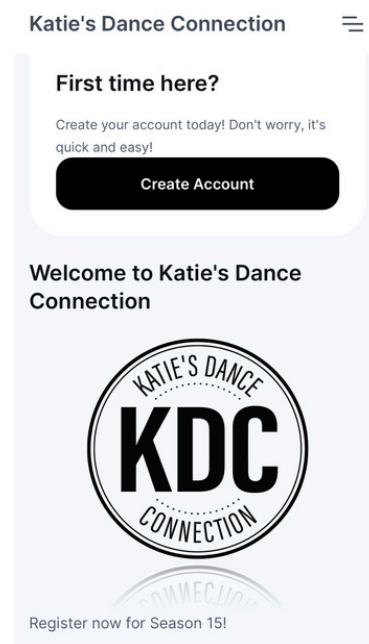 Katie's Dance Connection
First time here?
Create your account today! Don't worry, it's
quick and easy!
Create Account
Welcome to Katie's Dance
Connection
KATIE'S DANCE
KDC
CONNECTION
CONNECTION
Register now for Season 15!